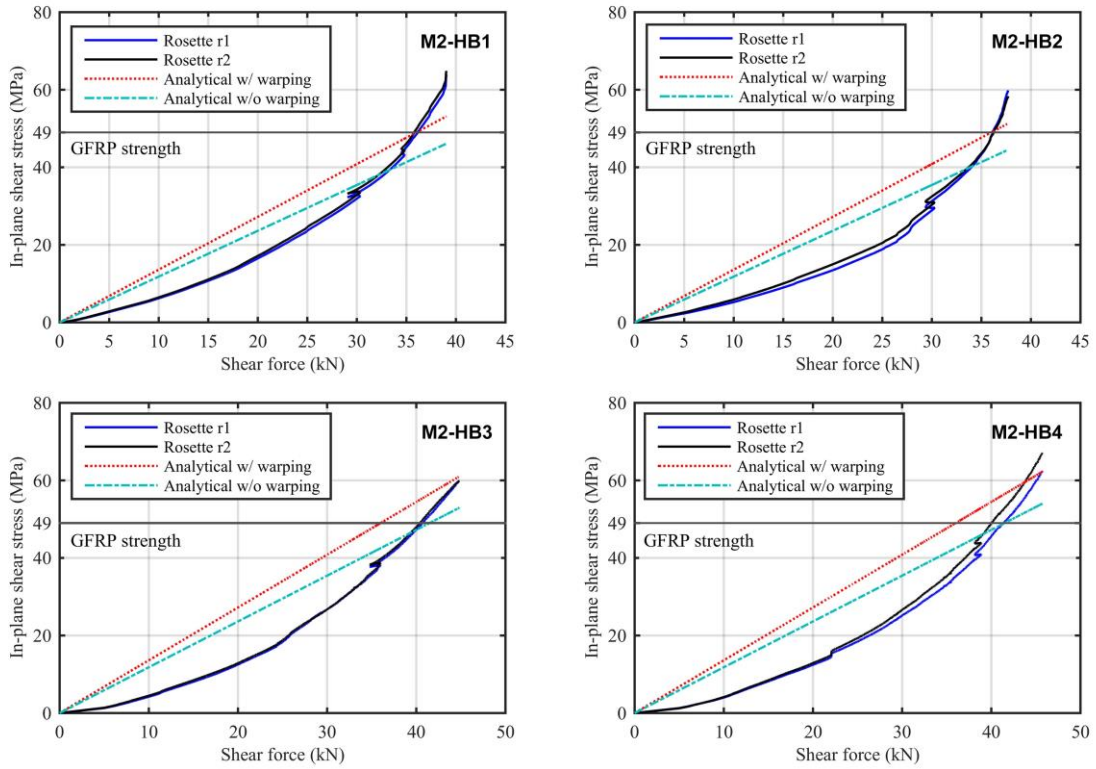 80
60
49
40
20
0
In-plane shear stress (MPa)
Rosette r1
Rosette r2
Analytical w/ warping
Analytical w/o warping
M2-HB1
GFRP strength
0 5 10 15 20 25 30 35 40 45
Shear force (kN)
80
60
49
40
20
0
In-plane shear stress (MPa)
Rosette r1
Rosette r2
Analytical w/ warping
Analytical w/o warping
M2-HB2
GFRP strength
0 5 10 15 20 25 30 35 40 45
Shear force (kN)
80
60
49
40
20
0
In-plane shear stress (MPa)
Rosette r1
Rosette r2
Analytical w/ warping
Analytical w/o warping
M2-HB3
GFRP strength
0 10 20 30 40 50
Shear force (kN)
80
60
49
40
20
0
In-plane shear stress (MPa)
Rosette r1
Rosette r2
Analytical w/ warping
Analytical w/o warping
M2-HB4
GFRP strength
0 10 20 30 40 50
Shear force (kN)